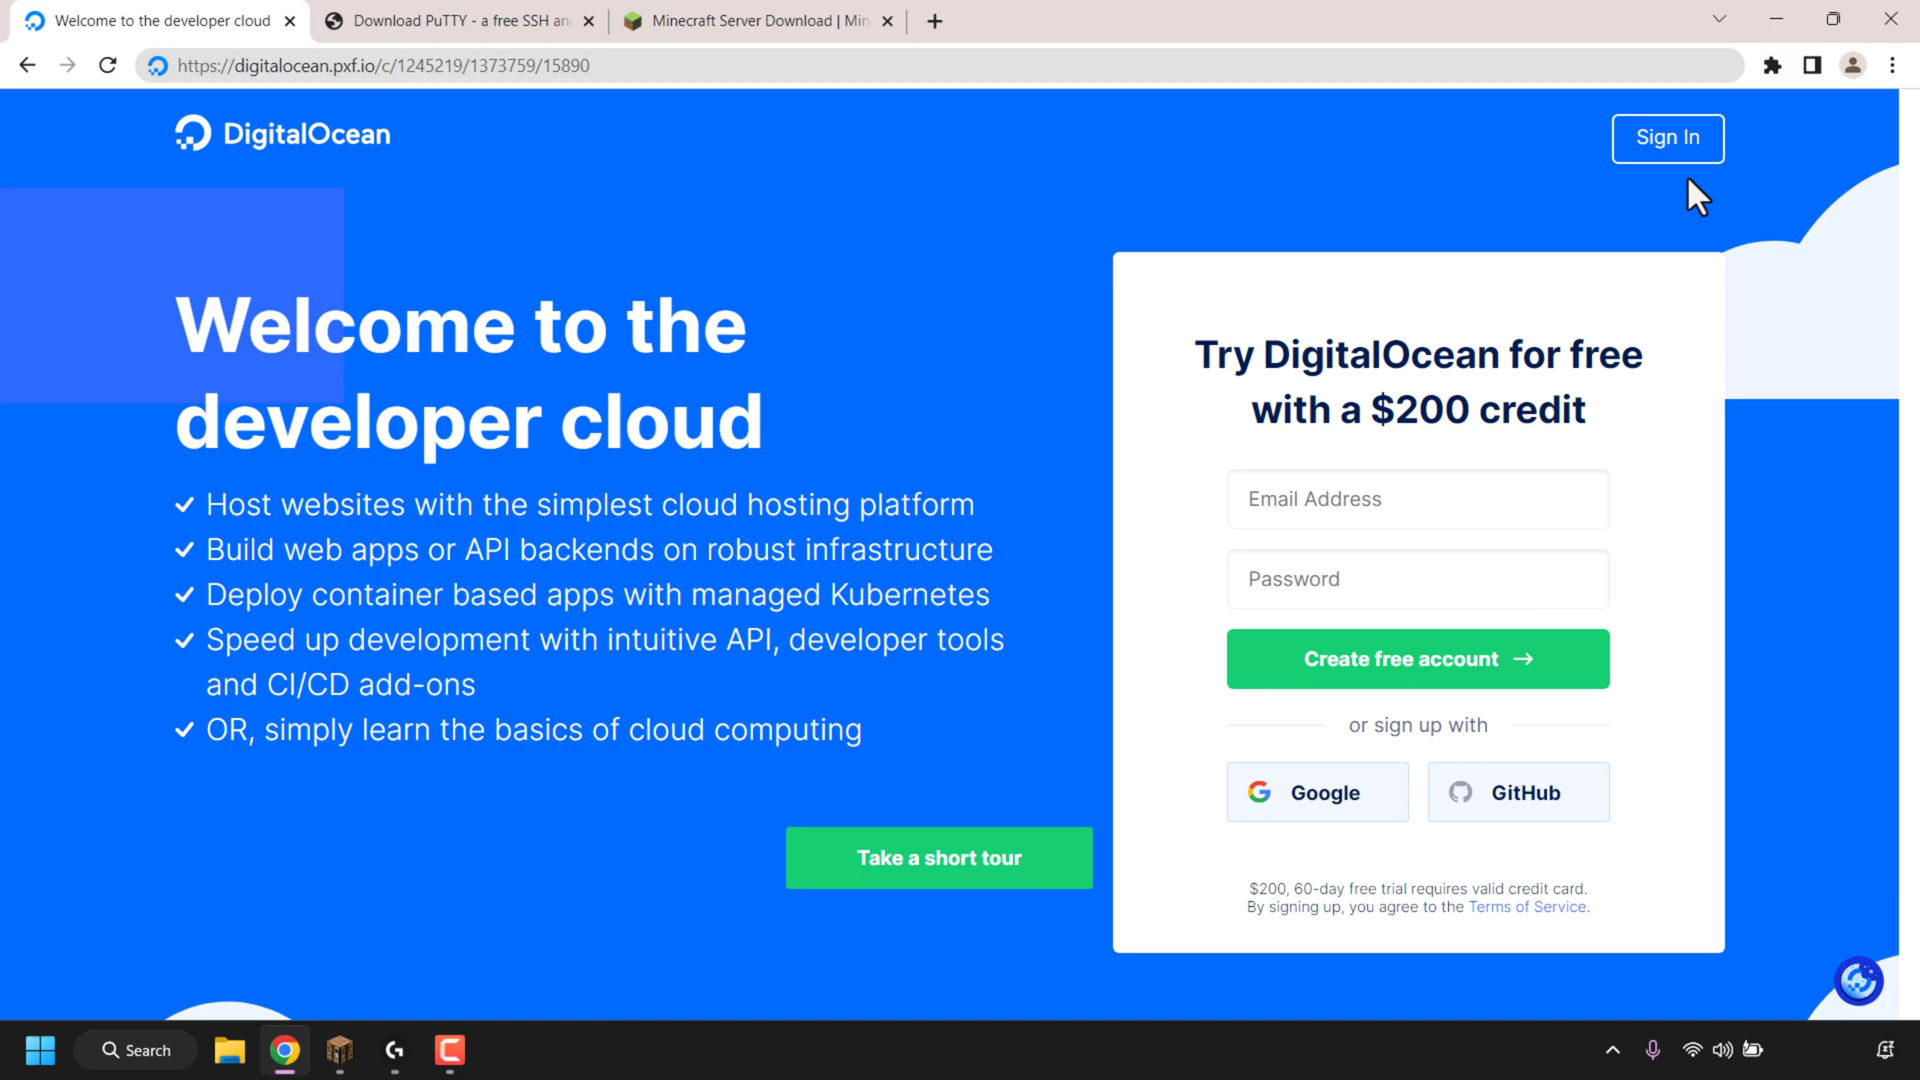 Welcome to the developer cloud
Download PuTTY - a free SSH an
Minecraft Server Download | Min
https://digitalocean.pxf.io/c/1245219/1373759/15890
DigitalOcean
Sign In
Welcome to the
developer cloud
Host websites with the simplest cloud hosting platform
Build web apps or API backends on robust infrastructure
Deploy container based apps with managed Kubernetes
Speed up development with intuitive API, developer tools
and CI/CD add-ons
OR, simply learn the basics of cloud computing
Take a short tour
Try DigitalOcean for free
with a $200 credit
Email Address
Password
Create free account →
or sign up with
Google
GitHub
$200, 60-day free trial requires valid credit card.
By signing up, you agree to the Terms of Service.
Search